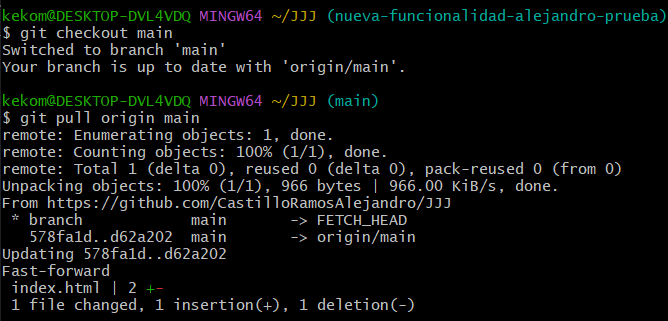 kekom@DESKTOP-DVL4VDQ MINGW64 ~/JJJ (nueva-funcionalidad-alejandro-prueba)
$ git checkout main
Switched to branch 'main'
Your branch is up to date with 'origin/main'.

kekom@DESKTOP-DVL4VDQ MINGW64 ~/JJJ (main)
$ git pull origin main
remote: Enumerating objects: 1, done.
remote: Counting objects: 100% (1/1), done.
remote: Total 1 (delta 0), reused 0 (delta 0), pack-reused 0 (from 0)
Unpacking objects: 100% (1/1), 966 bytes | 966.00 KiB/s, done.
From https://github.com/CastilloRamosAlejandro/JJJ
 * branch            main       -> FETCH_HEAD
   578fa1d..d62a202  main       -> origin/main
Updating 578fa1d..d62a202
Fast-forward
 index.html | 2 +-
 1 file changed, 1 insertion(+), 1 deletion(-)